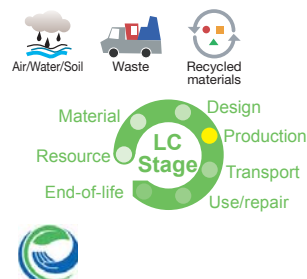 Air/Water/Soil
Waste
Recycled
materials
Design
Material
Production
LC
Stage
Resource
Transport
End-of-life
Use/repair